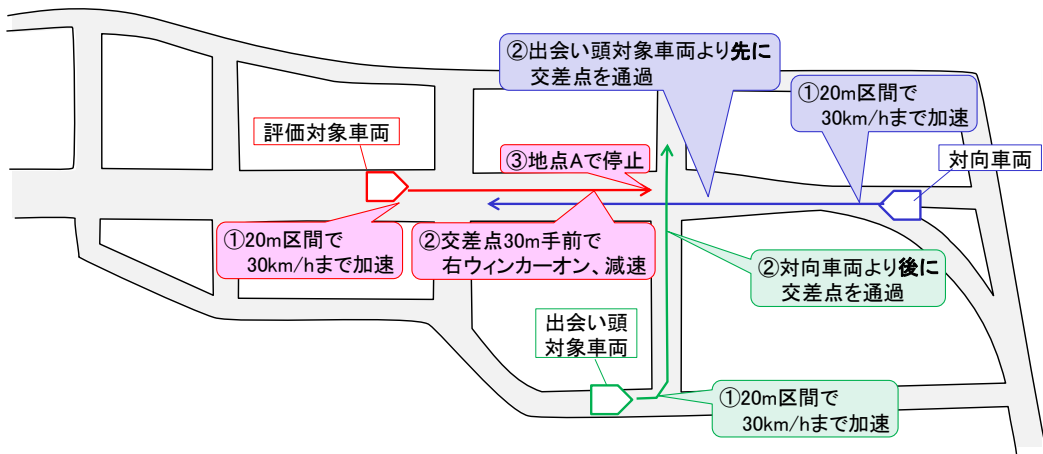 ②出会い頭対象車両より先に
交差点を通過
①20m区間で
30km/hまで加速
評価対象車両
③地点Aで停止
対向車両
①20m区間で
30km/hまで加速
②交差点30m手前で
右ウィンカーオン、減速
②対向車両より後に
交差点を通過
出会い頭
対象車両
①20m区間で
30km/hまで加速